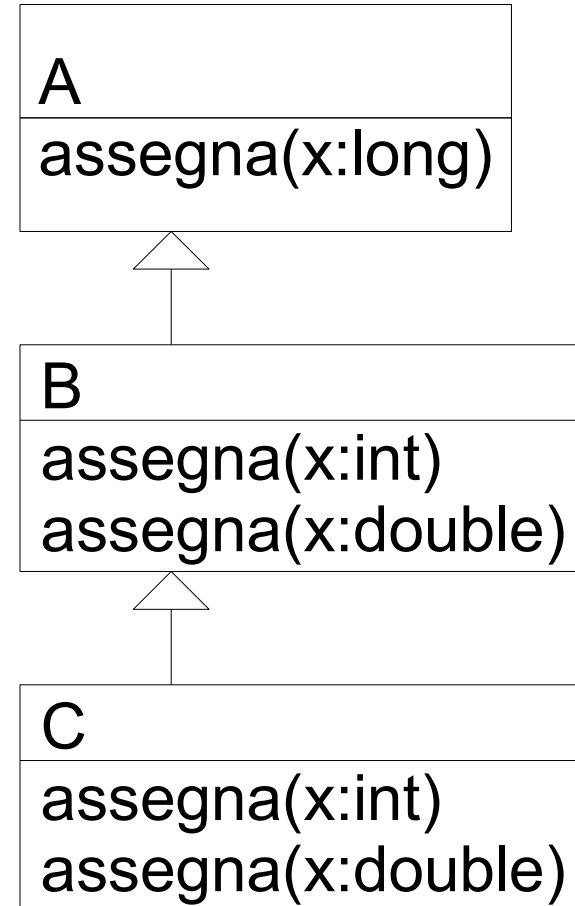 A
assegna(x:long)
B
assegna(x:int)
assegna(x:double)
C
assegna(x:int)
assegna(x:double)